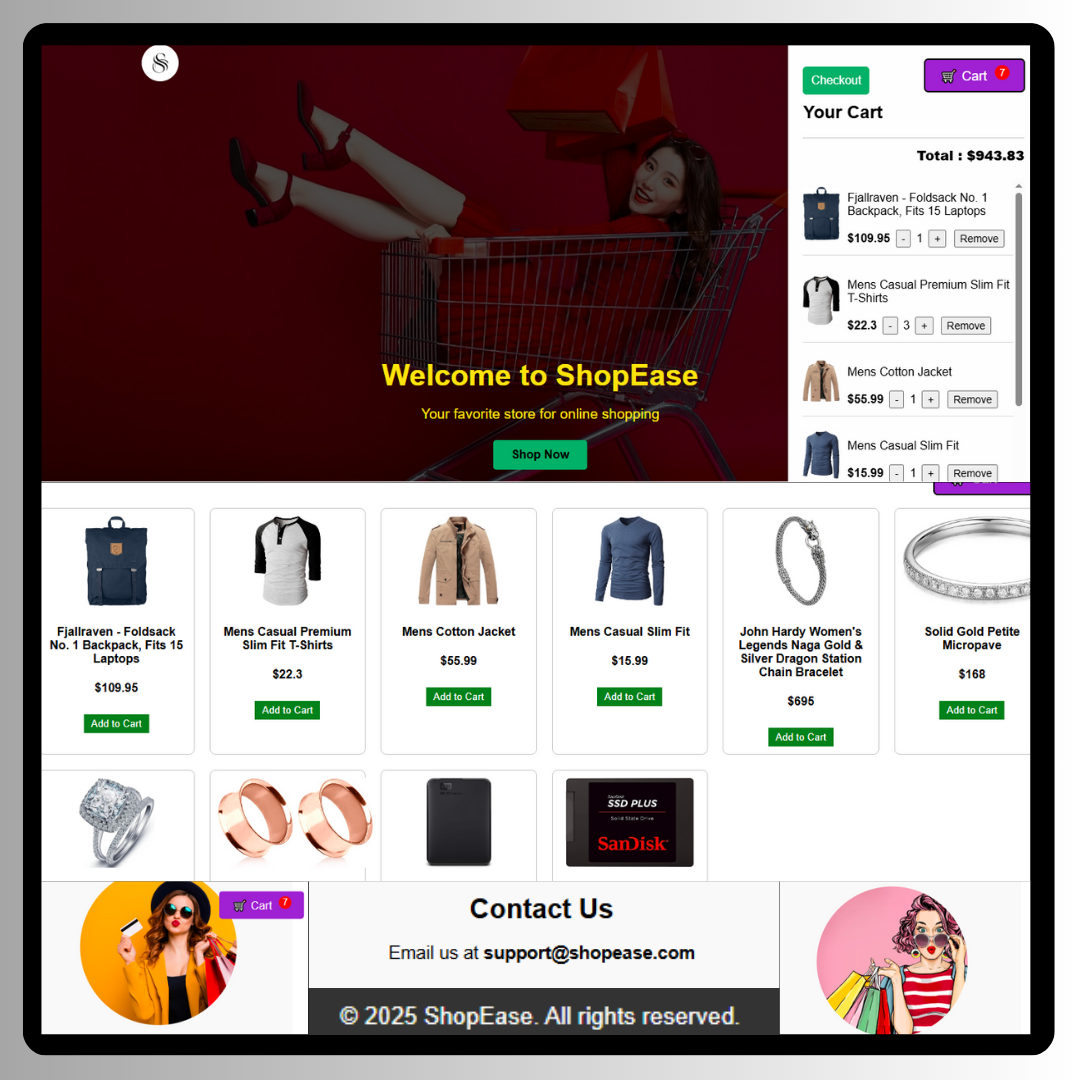 Checkout
Cart 7
Your Cart
Total : $943.83
Fjallraven - Foldsack No. 1
Backpack, Fits 15 Laptops
$109.95 - 1 + Remove
Mens Casual Premium Slim Fit
T-Shirts
$22.3 - 3 + Remove
Mens Cotton Jacket
$55.99 - 1 + Remove
Mens Casual Slim Fit
$15.99 - 1 + Remove
Welcome to ShopEase
Your favorite store for online shopping
Shop Now
Fjallraven - Foldsack
No. 1 Backpack, Fits 15
Laptops
$109.95
Add to Cart
Mens Casual Premium
Slim Fit T-Shirts
$22.3
Add to Cart
Mens Cotton Jacket
$55.99
Add to Cart
Mens Casual Slim Fit
$15.99
Add to Cart
John Hardy Women's
Legends Naga Gold &
Silver Dragon Station
Chain Bracelet
$695
Add to Cart
Solid Gold Petite
Micropave
$168
Add to Cart
SSD PLUS
Solid State Drive
SanDisk
Cart 7
Contact Us
Email us at support@shopease.com
© 2025 ShopEase. All rights reserved.